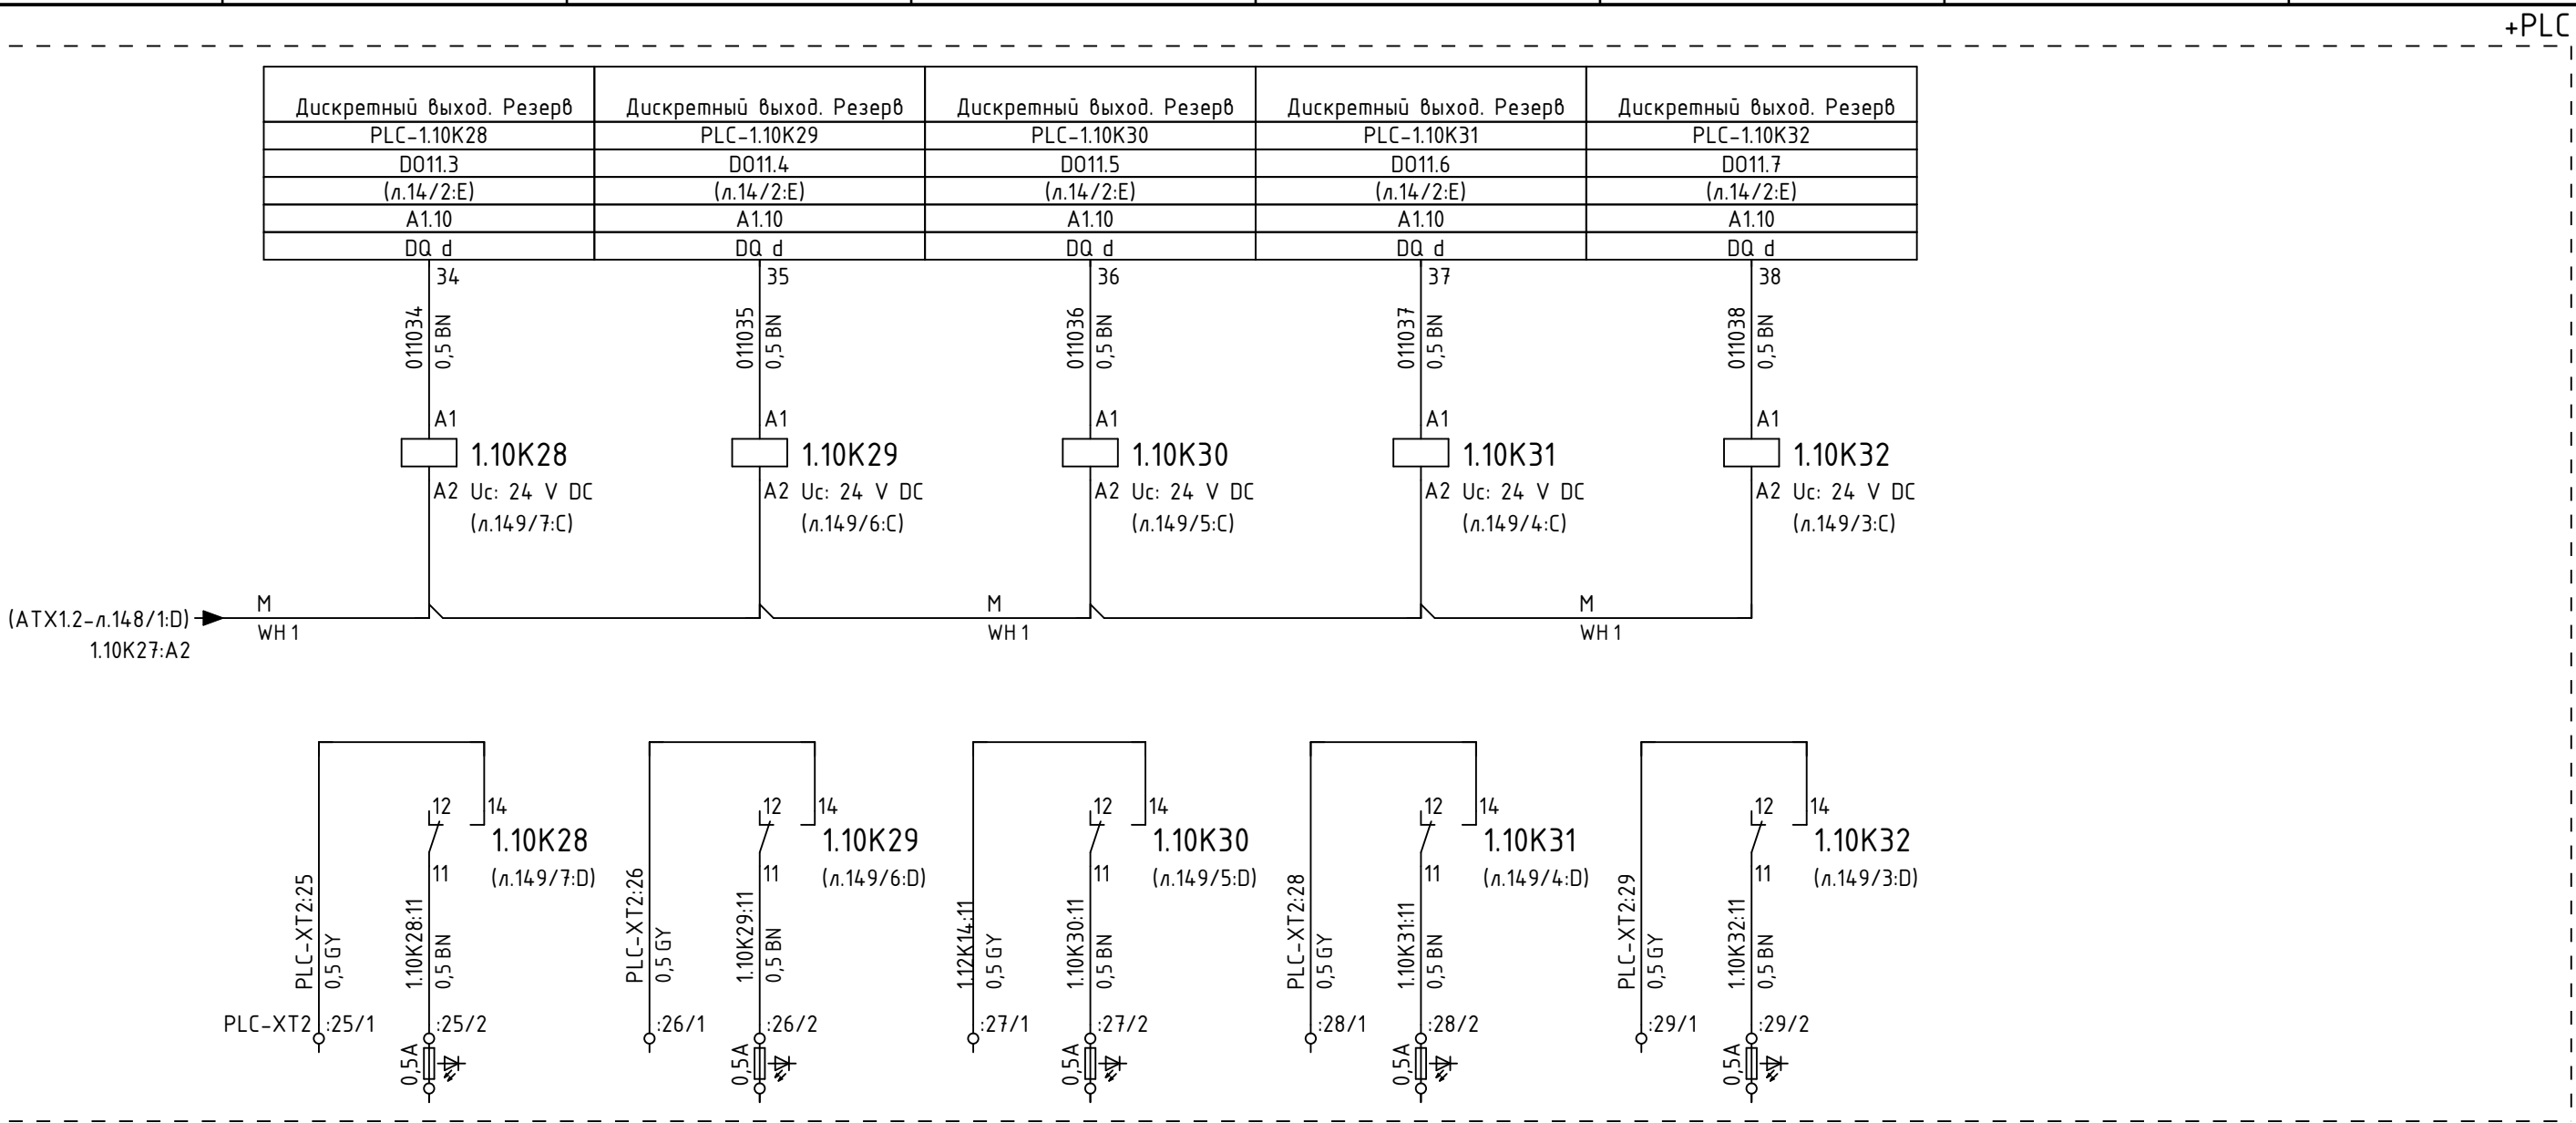 +PLC
Дискретный выход. Резерв Дискретный выход. Резерв Дискретный выход. Резерв Дискретный выход. Резерв Дискретный выход. Резерв
PLC-1.10K28 PLC-1.10K29 PLC-1.10K30 PLC-1.10K31 PLC-1.10K32
DO11.3 DO11.4 DO11.5 DO11.6 DO11.7
(л.14/2:E) (л.14/2:E) (л.14/2:E) (л.14/2:E) (л.14/2:E)
A1.10 A1.10 A1.10 A1.10 A1.10
DQ d DQ d DQ d DQ d DQ d
34 35 36 37 38
011034 0,5 BN 011035 0,5 BN 011036 0,5 BN 011037 0,5 BN 011038 0,5 BN
A1 A1 A1 A1 A1
1.10K28 1.10K29 1.10K30 1.10K31 1.10K32
A2 Uc: 24 V DC A2 Uc: 24 V DC A2 Uc: 24 V DC A2 Uc: 24 V DC A2 Uc: 24 V DC
(л.149/7:C) (л.149/6:C) (л.149/5:C) (л.149/4:C) (л.149/3:C)
M M M
(ATX1.2-л.148/1:D)
WH 1 WH 1 WH 1
1.10K27:A2
12 14 12 14 12 14 12 14 12 14
1.10K28 1.10K29 1.10K30 1.10K31 1.10K32
11 (л.149/7:D) 11 (л.149/6:D) 11 (л.149/5:D) 11 (л.149/4:D) 11 (л.149/3:D)
PLC-XT2:25 0,5 GY 1.10K28:11 0,5 BN PLC-XT2:26 0,5 GY 1.10K29:11 0,5 BN 1.12K14:11 0,5 GY 1.10K30:11 0,5 BN PLC-XT2:28 0,5 GY 1.10K31:11 0,5 BN PLC-XT2:29 0,5 GY 1.10K32:11 0,5 BN
PLC-XT2 :25/1 :25/2 :26/1 :26/2 :27/1 :27/2 :28/1 :28/2 :29/1 :29/2
0,5A 0,5A 0,5A 0,5A 0,5A